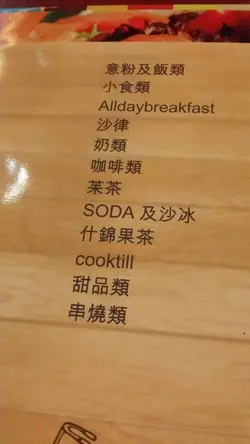 意粉及飯類
小食類
Alldaybreakfast
沙律
奶類
咖啡類
茉茶
SODA 及沙冰
什錦果茶
cooktill
甜品類
串燒類